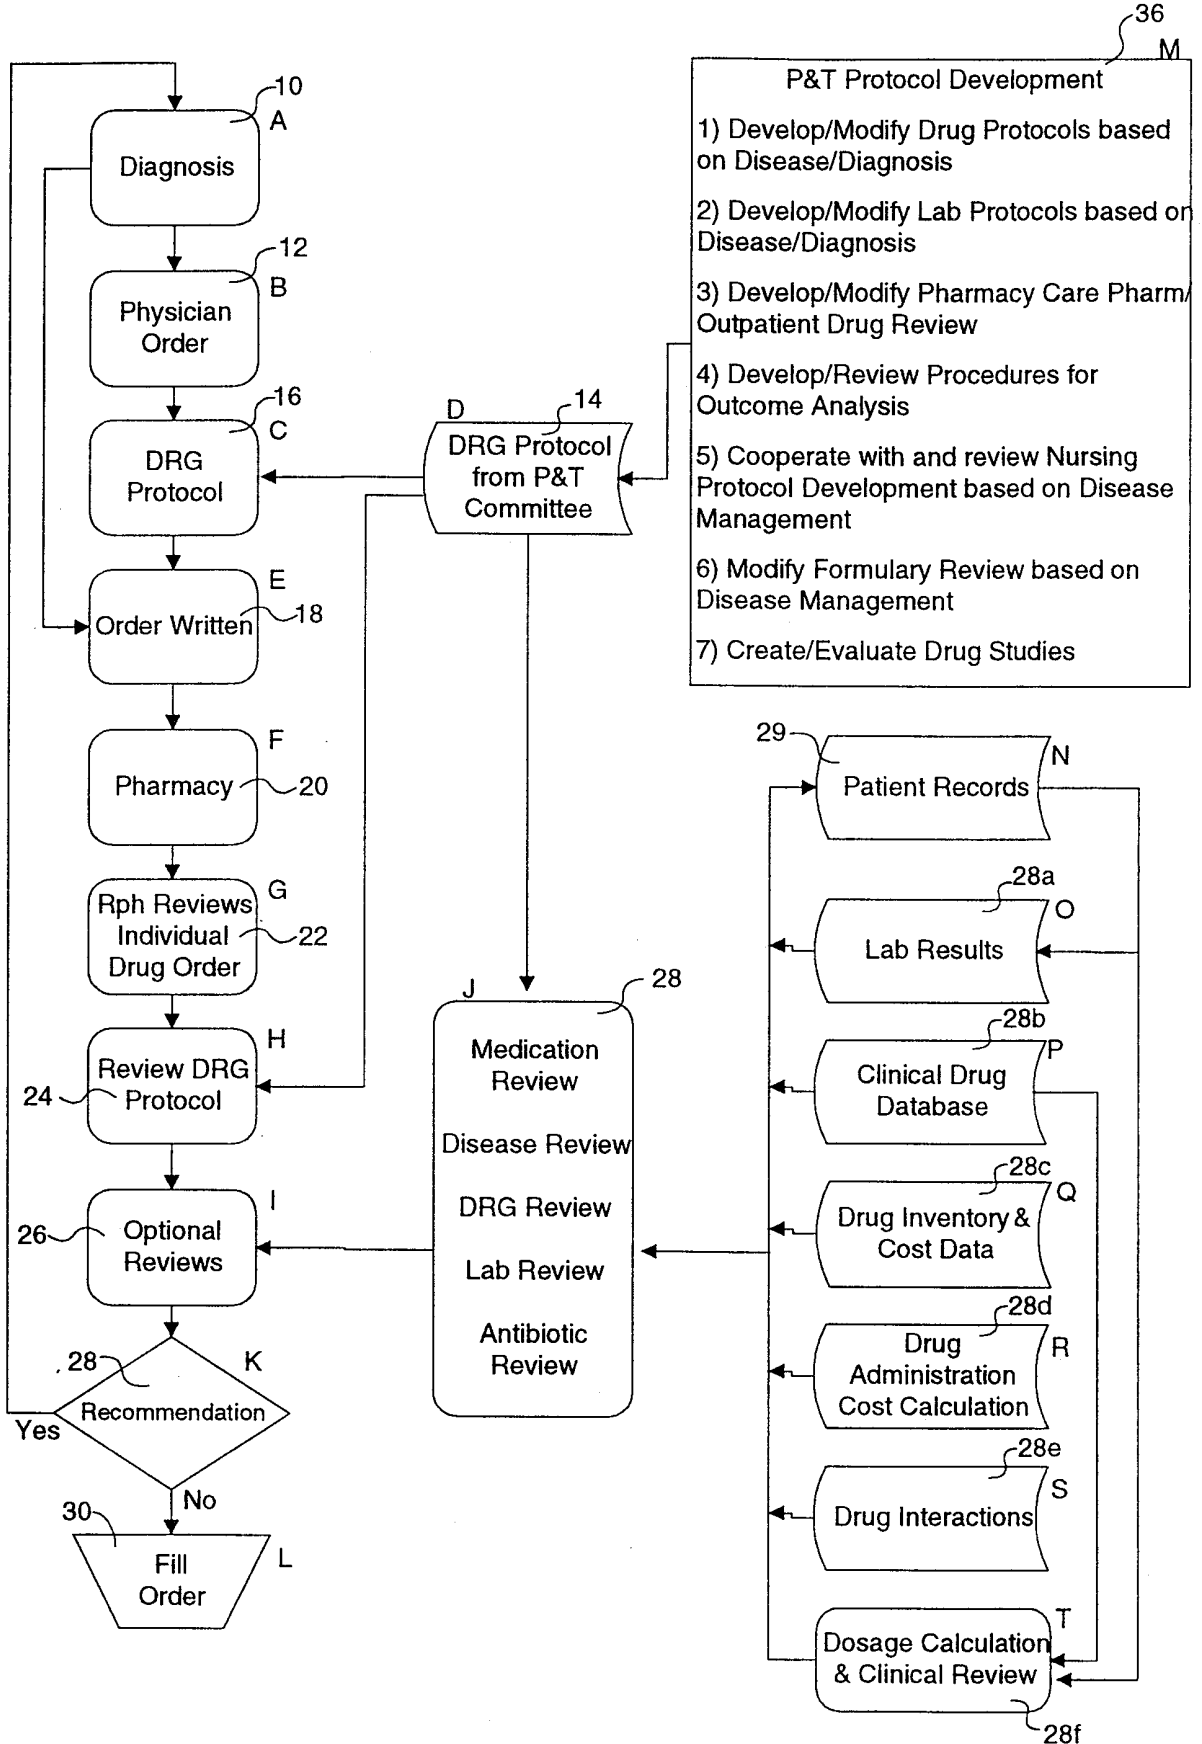 36
M
P&T Protocol Development
1) Develop/Modify Drug Protocols based
on Disease/Diagnosis
2) Develop/Modify Lab Protocols based on
Disease/Diagnosis
3) Develop/Modify Pharmacy Care Pharm/
Outpatient Drug Review
4) Develop/Review Procedures for
Outcome Analysis
5) Cooperate with and review Nursing
Protocol Development based on Disease
Management
6) Modify Formulary Review based on
Disease Management
7) Create/Evaluate Drug Studies
10
A
Diagnosis
12
B
Physician
Order
16
C
DRG
Protocol
D
14
DRG Protocol
from P&T
Committee
E
18
Order Written
F
Pharmacy
20
G
Rph Reviews
Individual
Drug Order
22
H
Review DRG
Protocol
24
I
Optional
Reviews
26
J
28
Medication
Review
Disease Review
DRG Review
Lab Review
Antibiotic
Review
28
K
Recommendation
Yes
No
30
L
Fill
Order
29
N
Patient Records
28a
O
Lab Results
28b
P
Clinical Drug
Database
28c
Q
Drug Inventory &
Cost Data
28d
R
Drug
Administration
Cost Calculation
28e
S
Drug Interactions
T
Dosage Calculation
& Clinical Review
28f